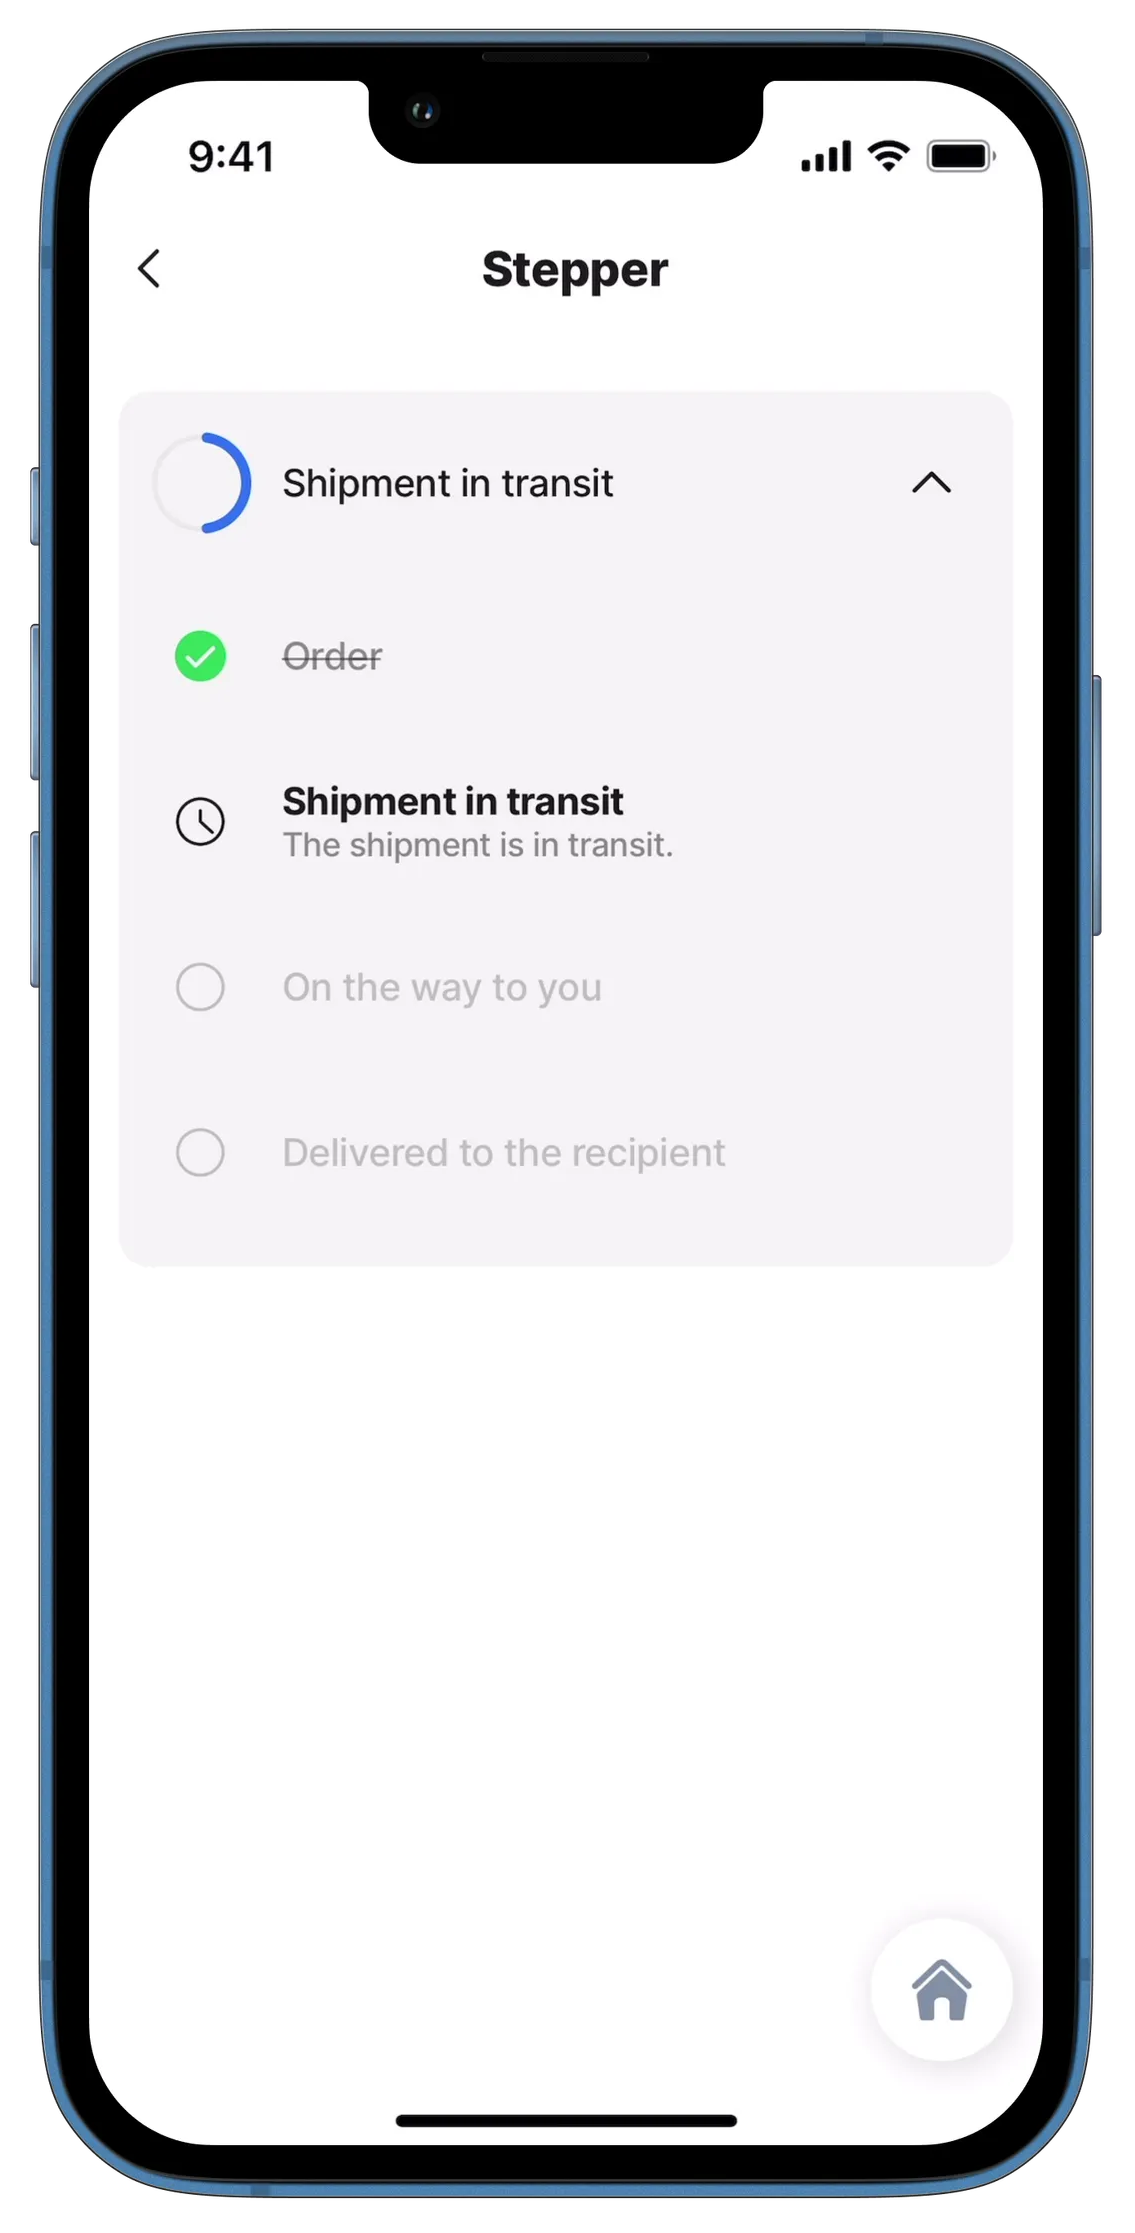 9:41
Stepper
Shipment in transit
Order
Shipment in transit
The shipment is in transit.
On the way to you
Delivered to the recipient